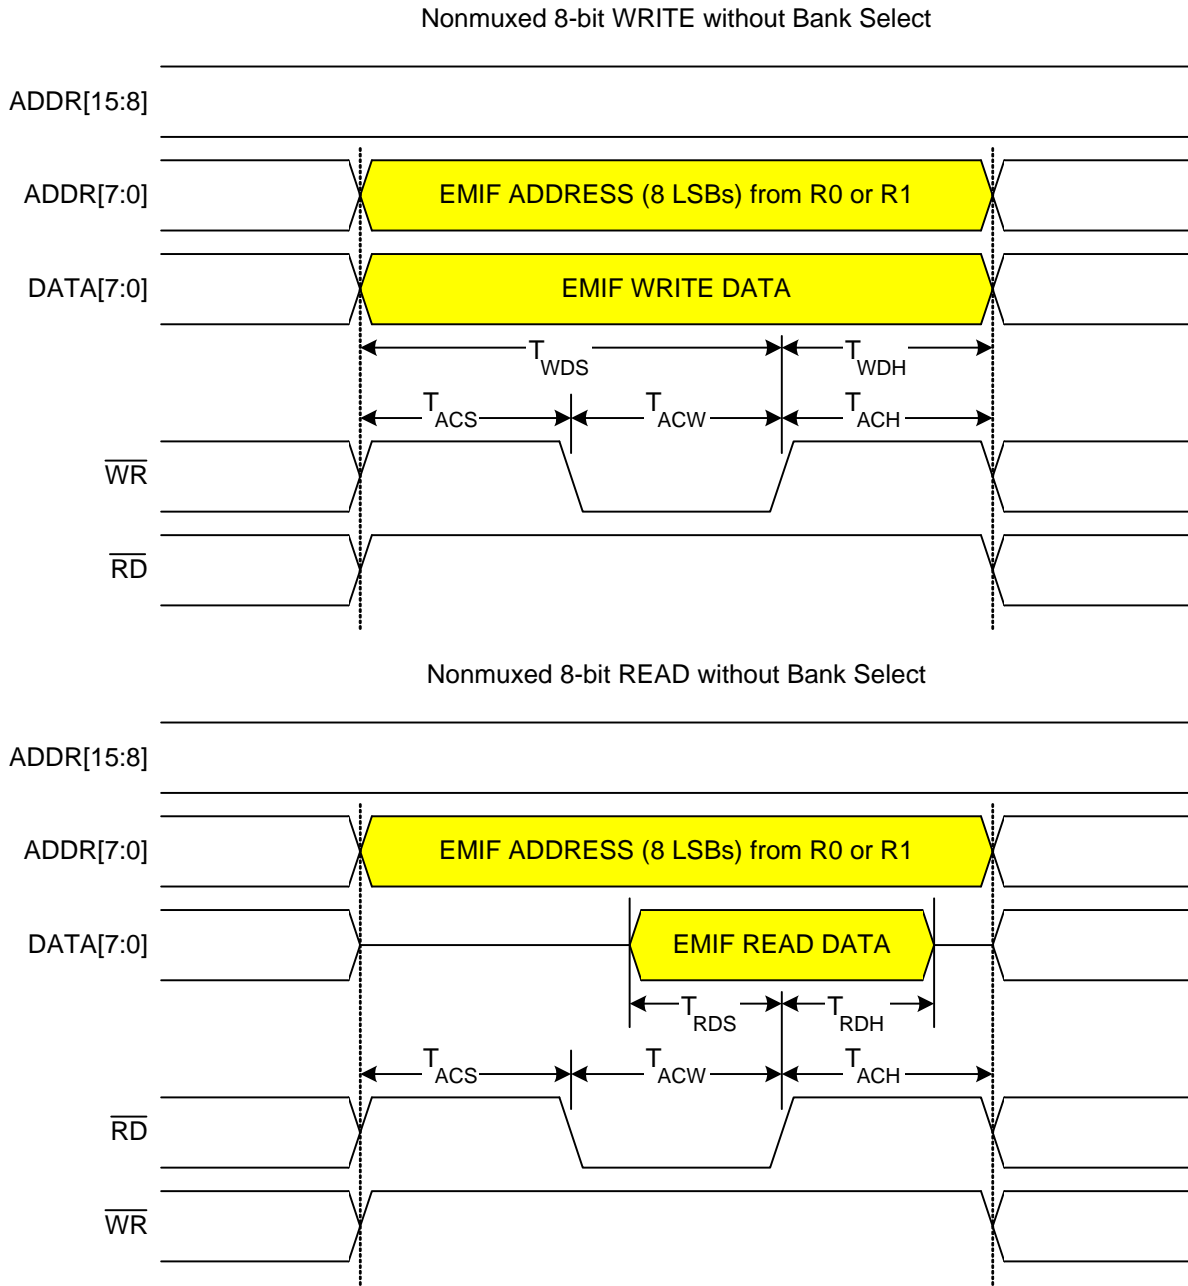 Nonmuxed 8-bit WRITE without Bank Select
ADDR[15:8]
ADDR[7:0] EMIF ADDRESS (8 LSBs) from R0 or R1
DATA[7:0] EMIF WRITE DATA
TWDS TWDH
TACS TACW TACH
WR
RD
Nonmuxed 8-bit READ without Bank Select
ADDR[15:8]
ADDR[7:0] EMIF ADDRESS (8 LSBs) from R0 or R1
DATA[7:0] EMIF READ DATA
TRDS TRDH
TACS TACW TACH
RD
WR